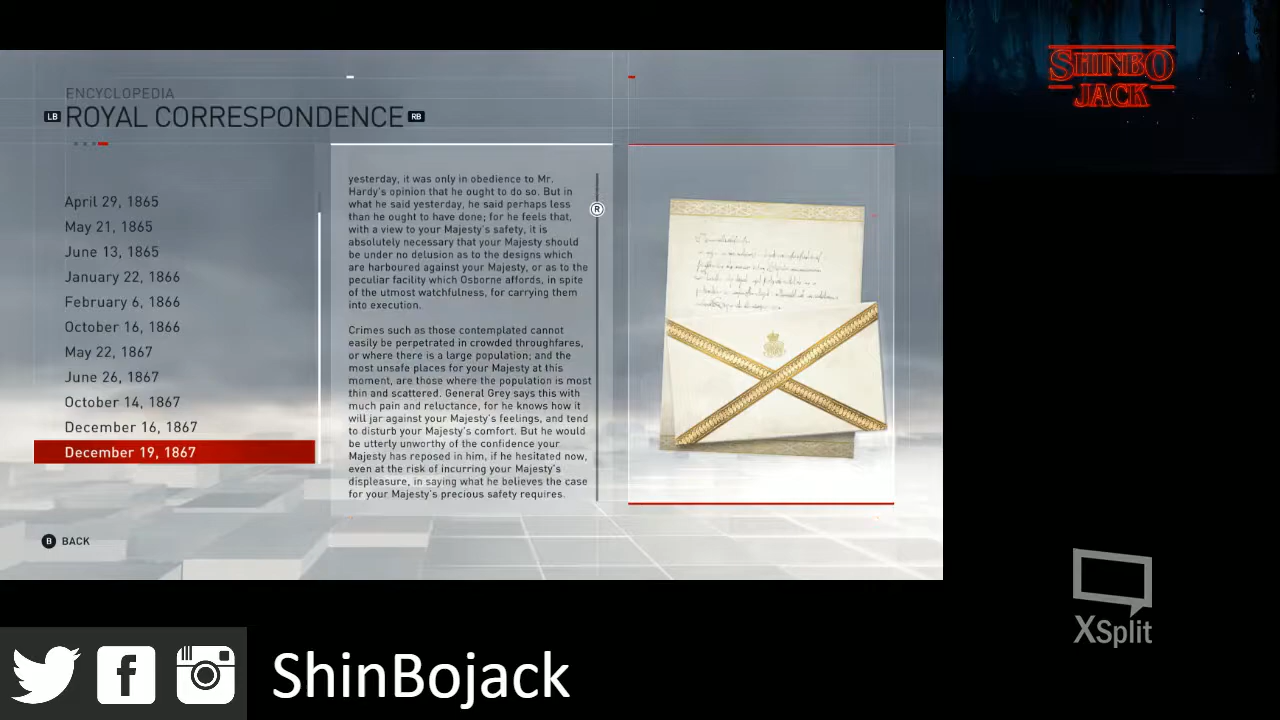 ENCYCLOPEDIA
LB ROYAL CORRESPONDENCE RB
April 29, 1865
May 21, 1865
June 13, 1865
January 22, 1866
February 6, 1866
October 16, 1866
May 22, 1867
June 26, 1867
October 14, 1867
December 16, 1867
December 19, 1867
yesterday, it was only in obedience to Mr.
Hardy's opinion that he ought to do so. But in
what he said yesterday, he said perhaps less
than he ought to have done; for he feels that,
with a view to your Majesty's safety, it is
absolutely necessary that your Majesty should
be under no delusion as to the designs which
are harboured against your Majesty, or as to the
peculiar facility which Osborne affords, in spite
of the utmost watchfulness, for carrying them
into execution.
Crimes such as those contemplated cannot
easily be perpetrated in crowded throughfares,
or where there is a large population; and the
most unsafe places for your Majesty at this
moment, are those where the population is most
thin and scattered. General Grey says this with
much pain and reluctance, for he knows how it
will jar against your Majesty's feelings, and tend
to disturb your Majesty's comfort. But he would
be utterly unworthy of the confidence your
Majesty has reposed in him, if he hesitated now,
even at the risk of incurring your Majesty's
displeasure, in saying what he believes the case
for your Majesty's precious safety requires.
R
B BACK
SHINBO
JACK
XSplit
ShinBojack